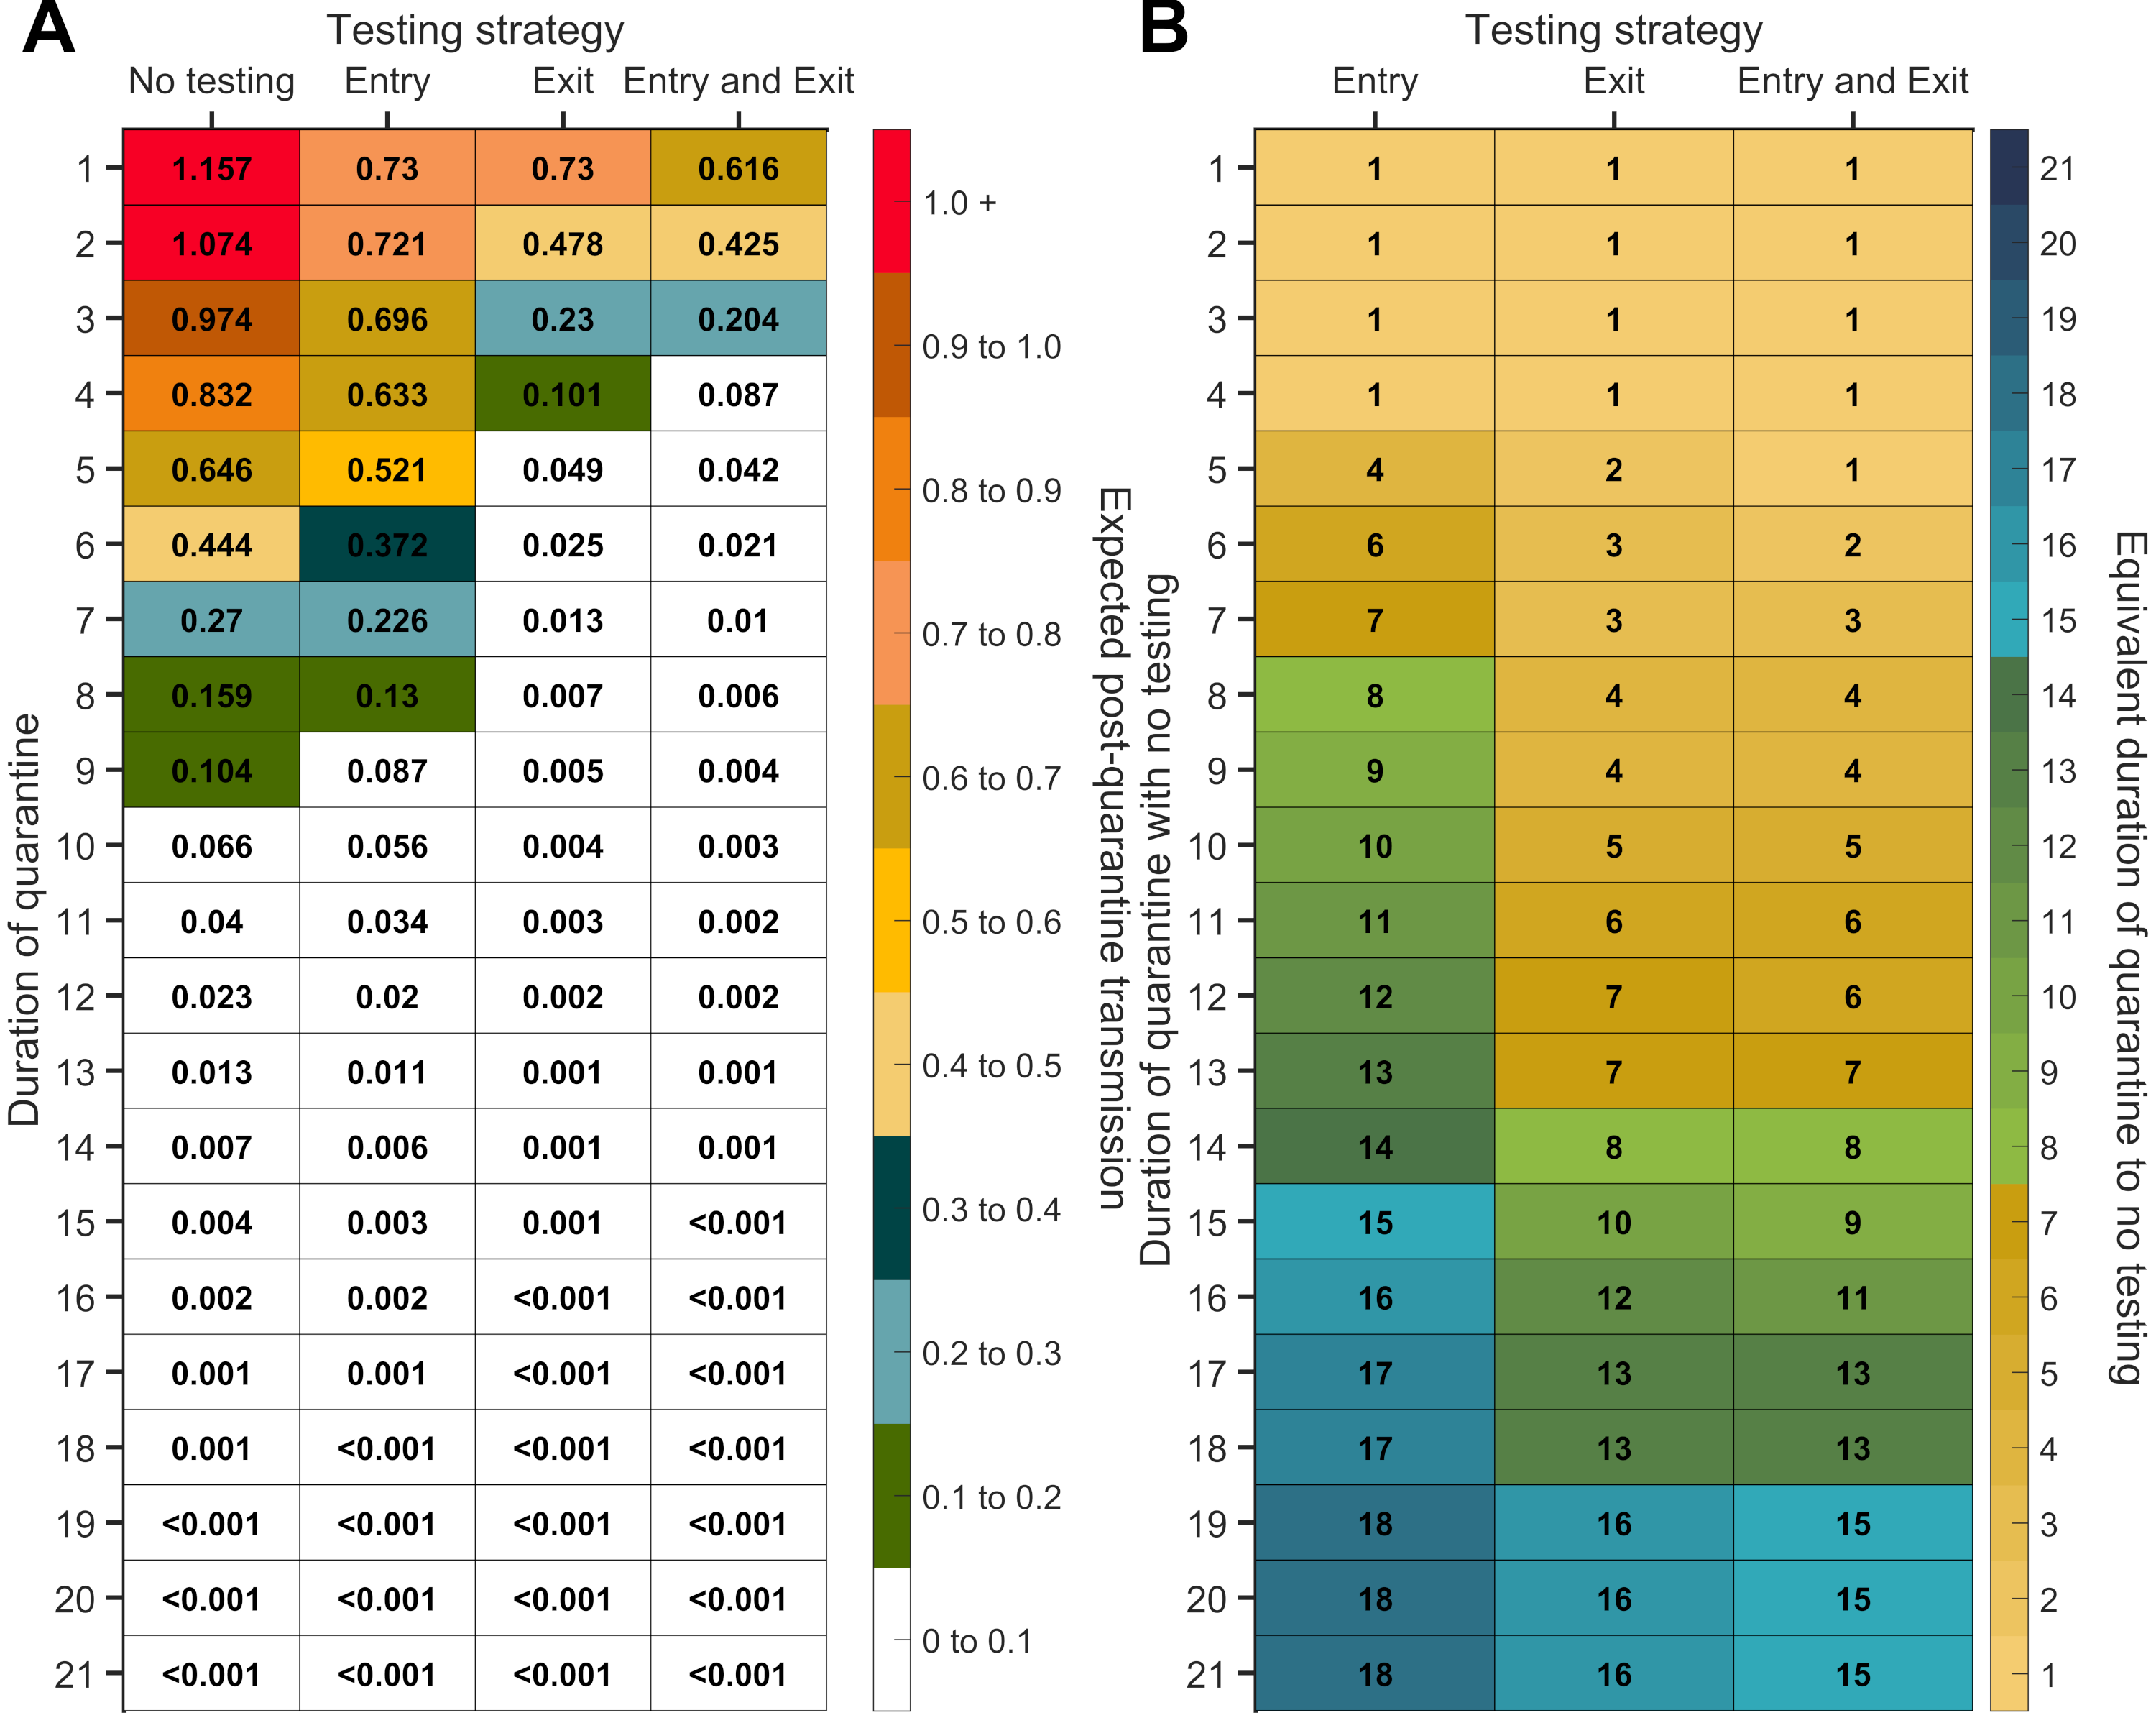 A
Testing strategy
No testing Entry Exit Entry and Exit
1 1.157 0.73 0.73 0.616
2 1.074 0.721 0.478 0.425
3 0.974 0.696 0.23 0.204
4 0.832 0.633 0.101 0.087
5 0.646 0.521 0.049 0.042
6 0.444 0.372 0.025 0.021
7 0.27 0.226 0.013 0.01
8 0.159 0.13 0.007 0.006
9 0.104 0.087 0.005 0.004
10 0.066 0.056 0.004 0.003
11 0.04 0.034 0.003 0.002
12 0.023 0.02 0.002 0.002
13 0.013 0.011 0.001 0.001
14 0.007 0.006 0.001 0.001
15 0.004 0.003 0.001 <0.001
16 0.002 0.002 <0.001 <0.001
17 0.001 0.001 <0.001 <0.001
18 0.001 <0.001 <0.001 <0.001
19 <0.001 <0.001 <0.001 <0.001
20 <0.001 <0.001 <0.001 <0.001
21 <0.001 <0.001 <0.001 <0.001
Duration of quarantine
1.0 +
0.9 to 1.0
0.8 to 0.9
0.7 to 0.8
0.6 to 0.7
0.5 to 0.6
0.4 to 0.5
0.3 to 0.4
0.2 to 0.3
0.1 to 0.2
0 to 0.1
Expected post-quarantine transmission
B
Testing strategy
Entry Exit Entry and Exit
1 1 1 1
2 1 1 1
3 1 1 1
4 1 1 1
5 4 2 1
6 6 3 2
7 7 3 3
8 8 4 4
9 9 4 4
10 10 5 5
11 11 6 6
12 12 7 6
13 13 7 7
14 14 8 8
15 15 10 9
16 16 12 11
17 17 13 13
18 17 13 13
19 18 16 15
20 18 16 15
21 18 16 15
Duration of quarantine with no testing
21
20
19
18
17
16
15
14
13
12
11
10
9
8
7
6
5
4
3
2
1
Equivalent duration of quarantine to no testing